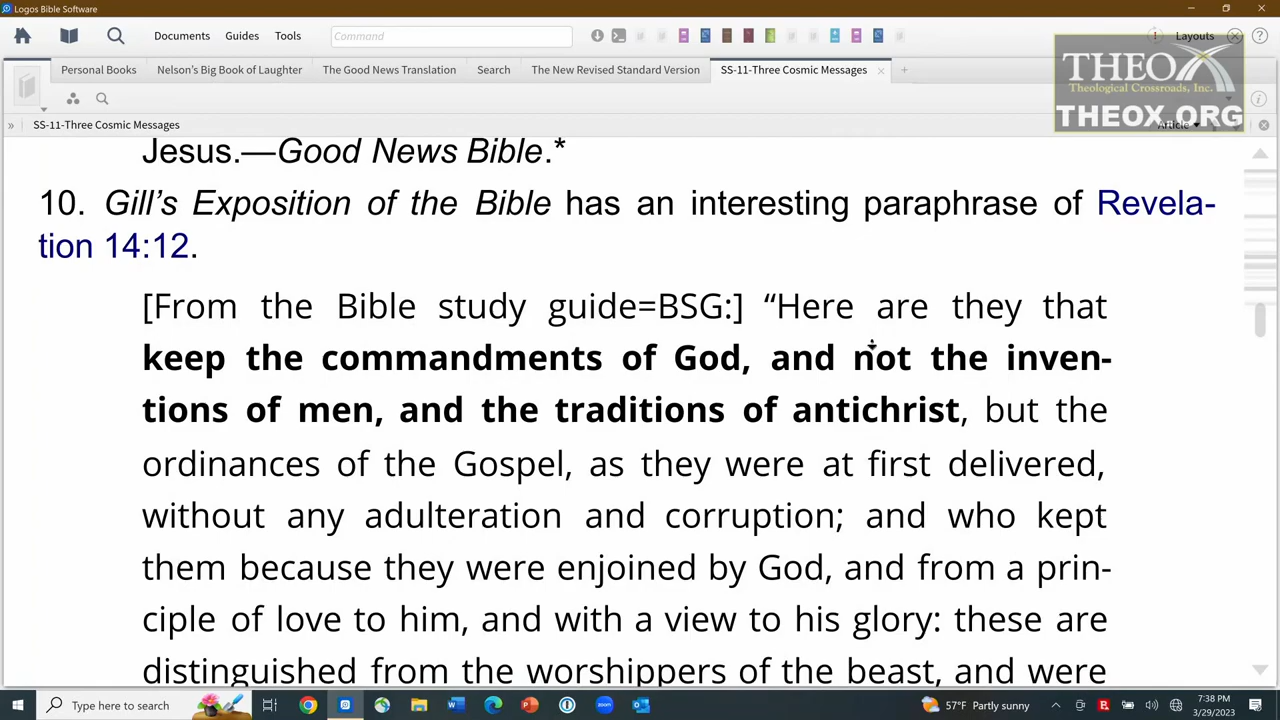 Logos Bible Software
Documents Guides Tools Command Layouts
THEOX
Theological Crossroads, Inc.
THEOX.ORG
Personal Books Nelson's Big Book of Laughter The Good News Translation Search The New Revised Standard Version SS-11-Three Cosmic Messages
SS-11-Three Cosmic Messages Article
Jesus.—Good News Bible.*
10. Gill's Exposition of the Bible has an interesting paraphrase of Revela-
tion 14:12.
[From the Bible study guide=BSG:] “Here are they that
keep the commandments of God, and not the inven-
tions of men, and the traditions of antichrist, but the
ordinances of the Gospel, as they were at first delivered,
without any adulteration and corruption; and who kept
them because they were enjoined by God, and from a prin-
ciple of love to him, and with a view to his glory: these are
distinguished from the worshippers of the beast, and were
Type here to search 57°F Partly sunny 7:38 PM
3/29/2023